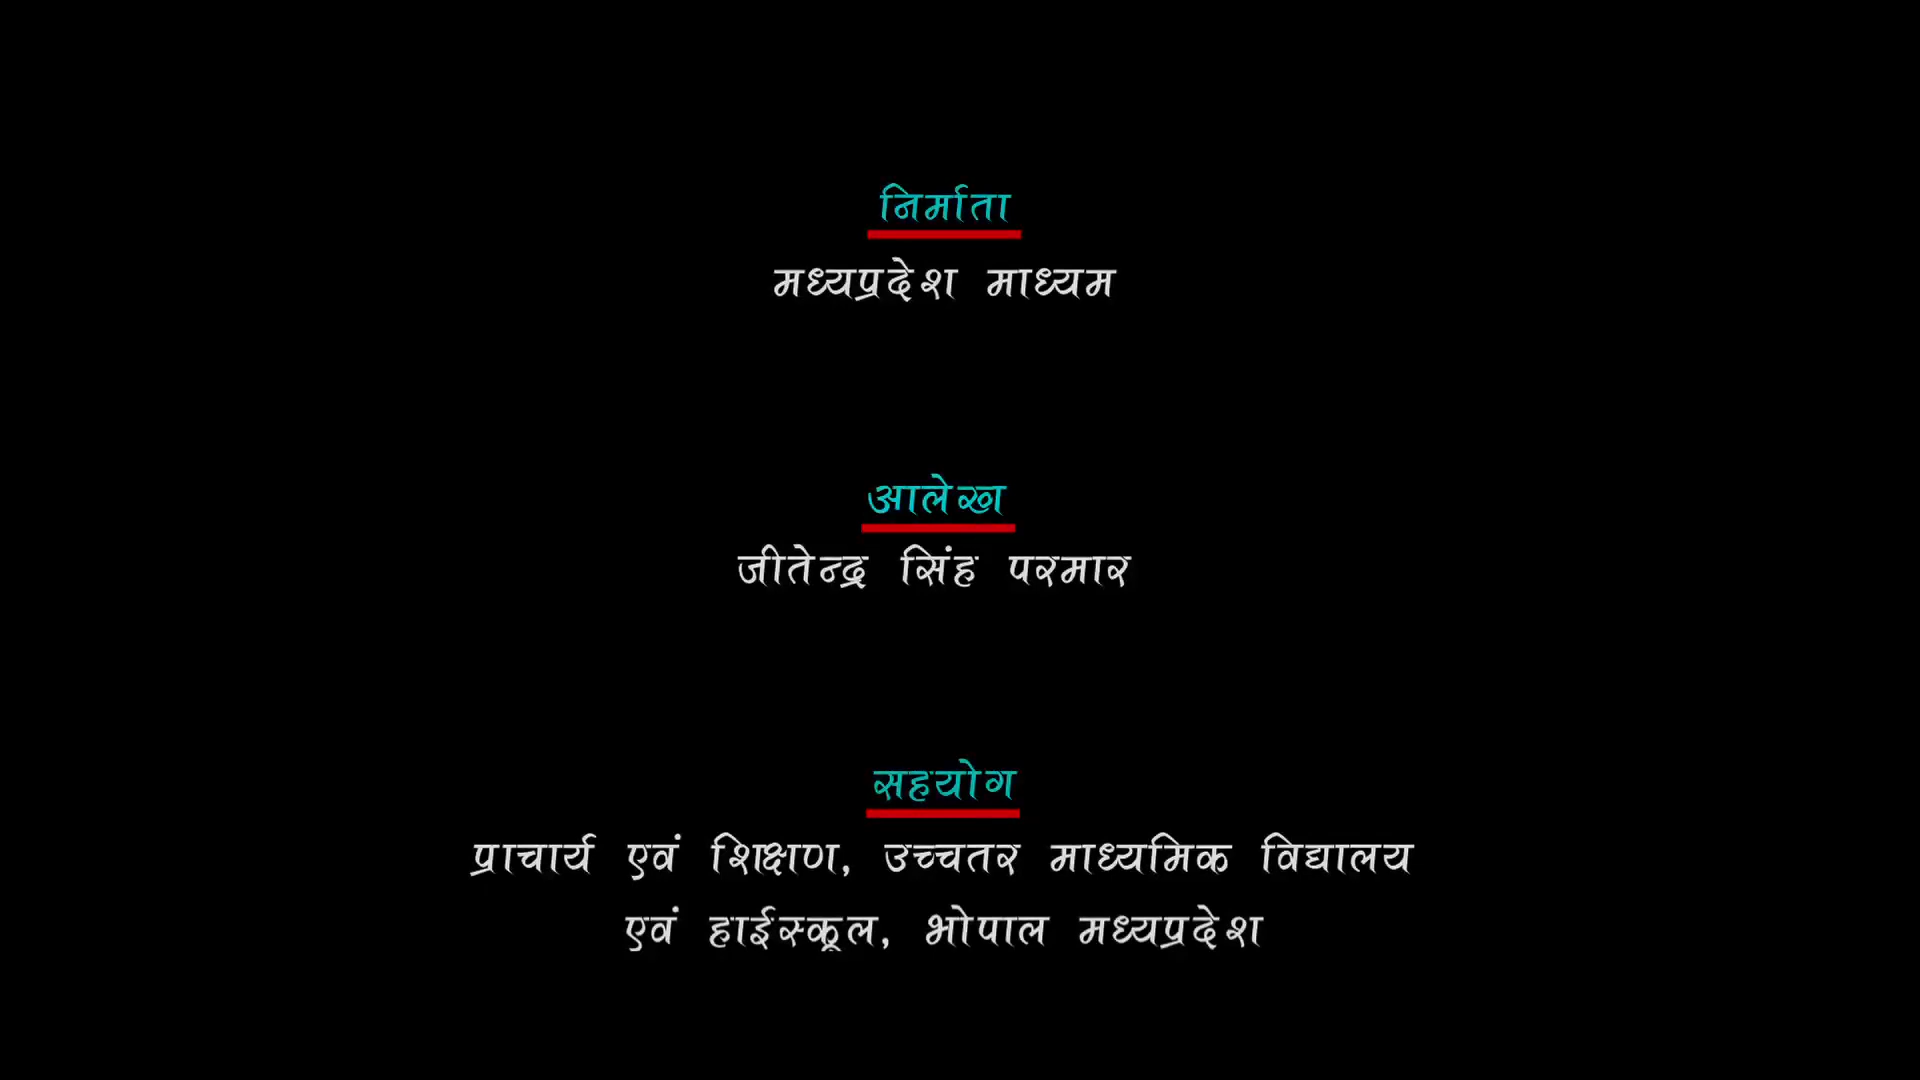 निर्माता
मध्यप्रदेश माध्यम
आलेख
जीतेन्द्र सिंह परमार
सहयोग
प्राचार्य एवं शिक्षण, उच्चतर माध्यमिक विद्यालय
एवं हाईस्कूल, भोपाल मध्यप्रदेश